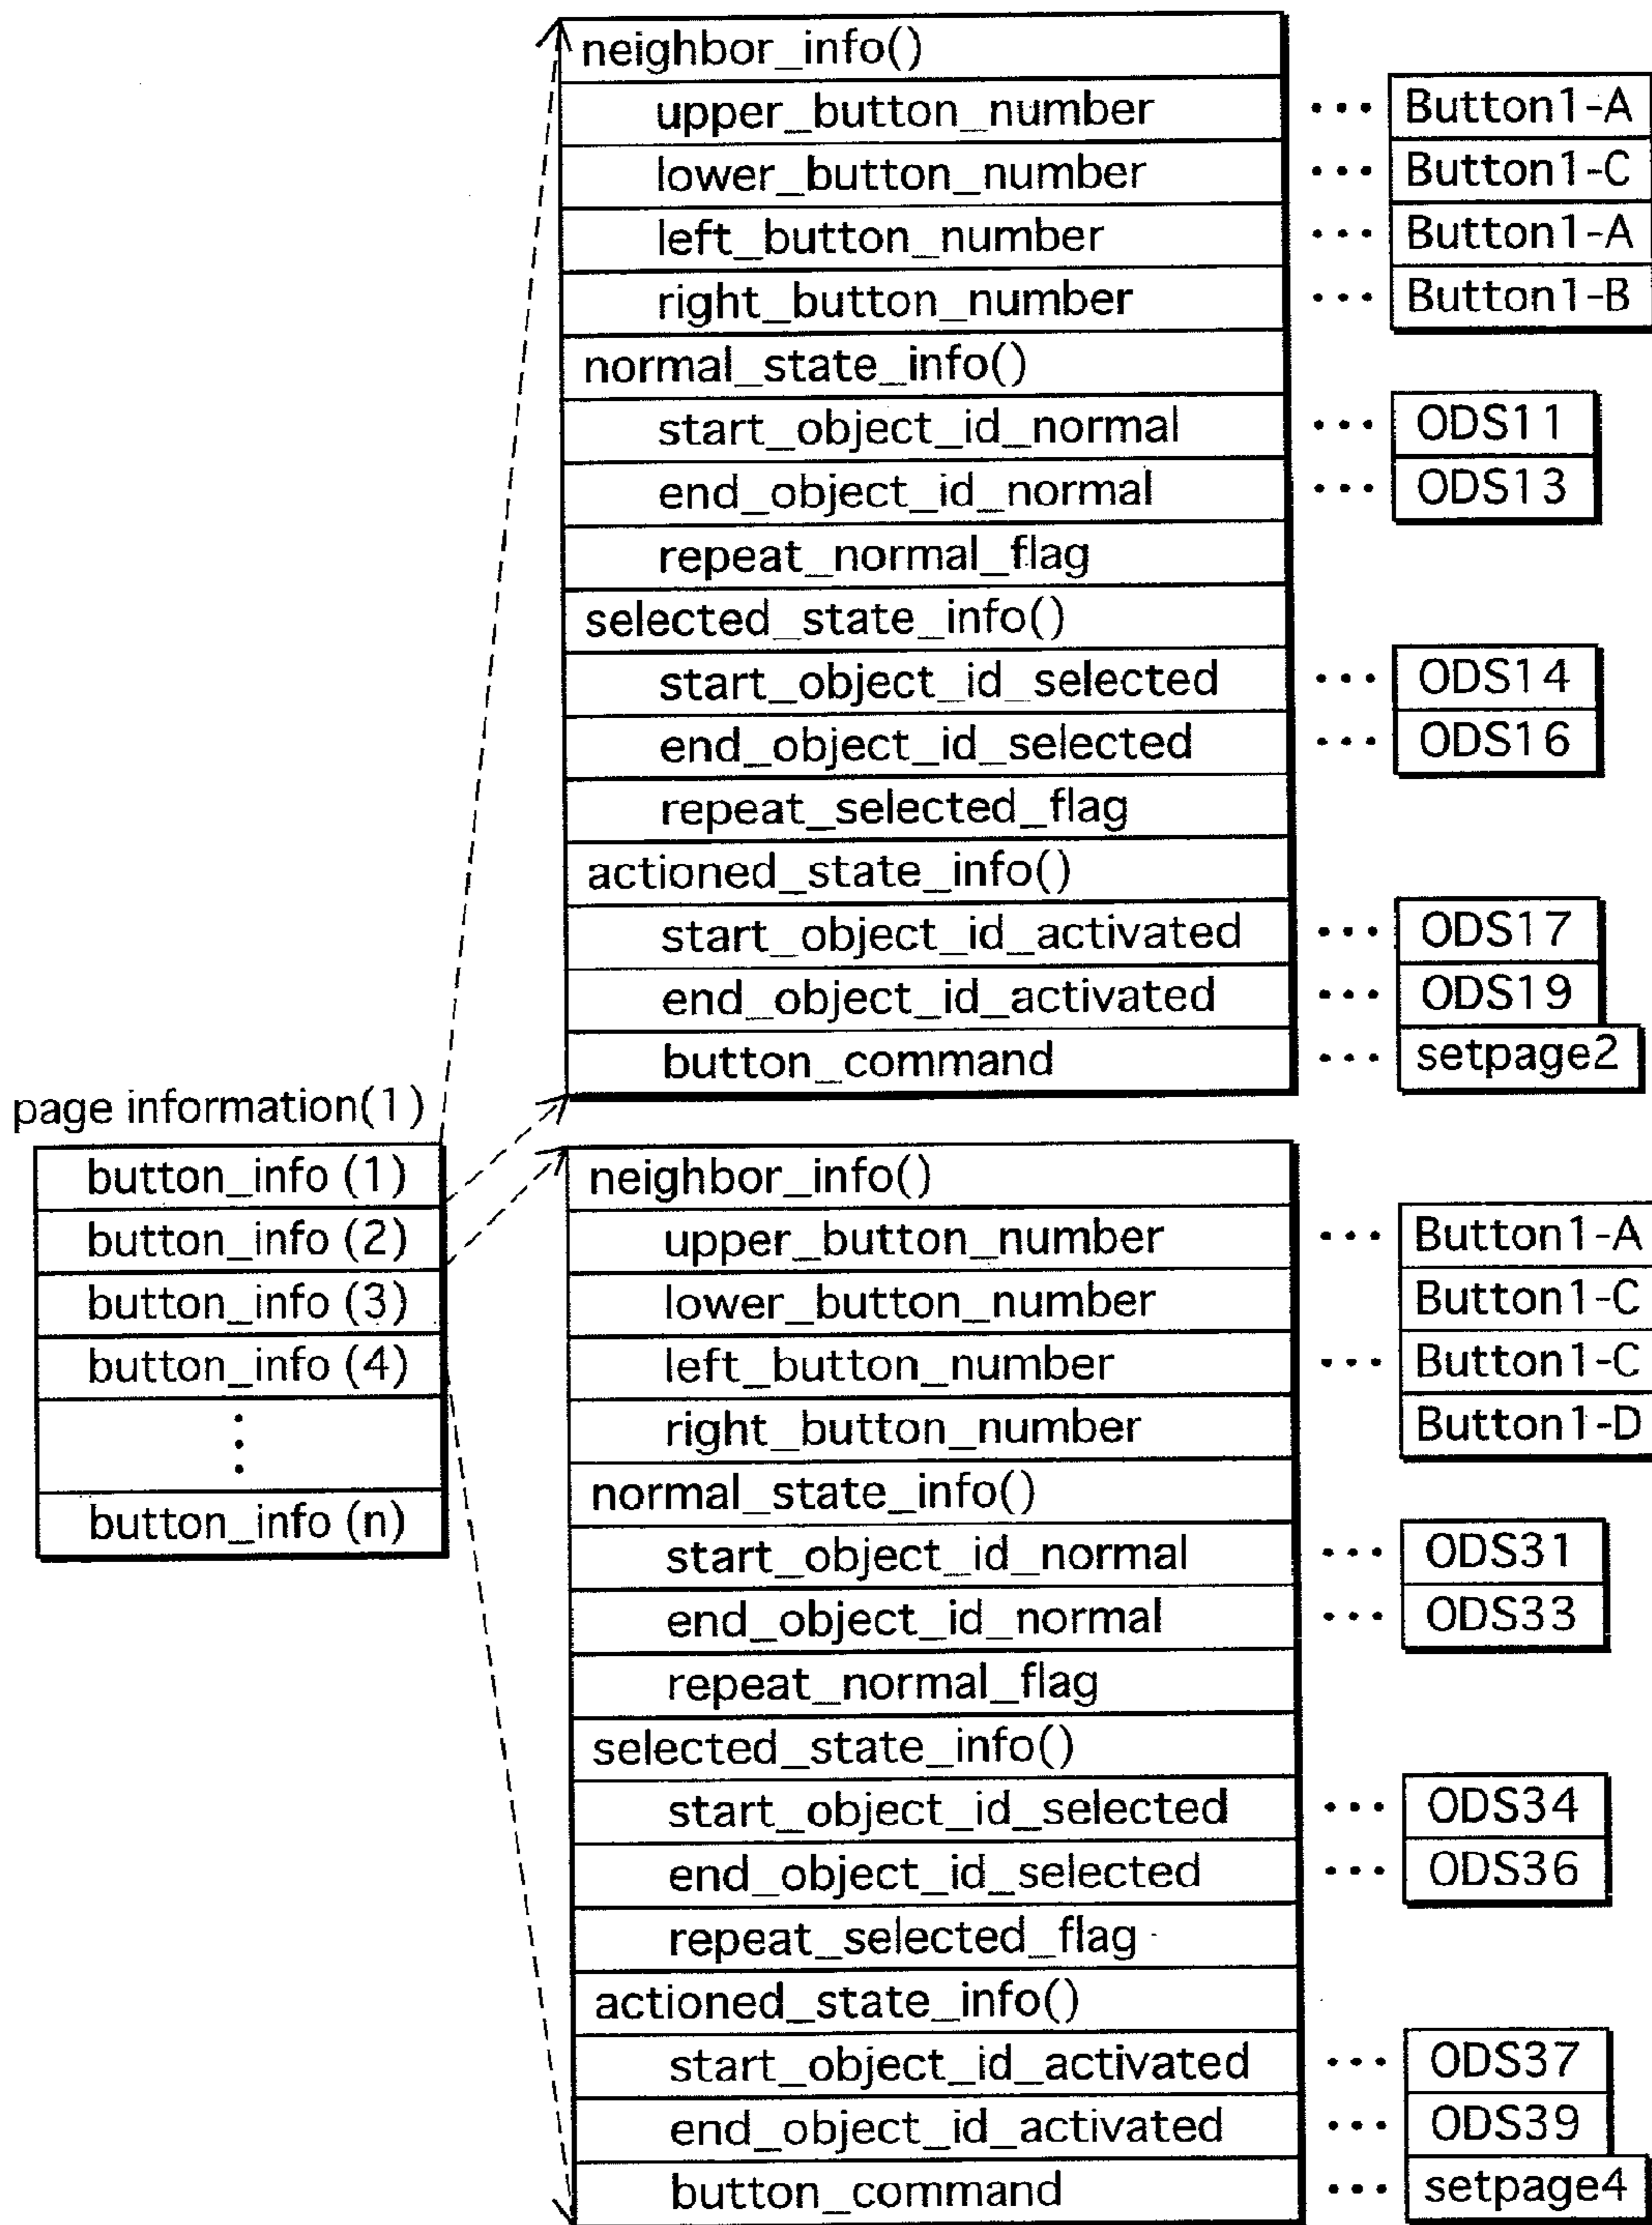 neighbor_info()
upper_button_number ••• Button1-A
lower_button_number ••• Button1-C
left_button_number ••• Button1-A
right_button_number ••• Button1-B
normal_state_info()
start_object_id_normal ••• ODS11
end_object_id_normal ••• ODS13
repeat_normal_flag
selected_state_info()
start_object_id_selected ••• ODS14
end_object_id_selected ••• ODS16
repeat_selected_flag
actioned_state_info()
start_object_id_activated ••• ODS17
end_object_id_activated ••• ODS19
button_command ••• setpage2
page information(1)
button_info (1)
button_info (2)
button_info (3)
button_info (4)
button_info (n)
neighbor_info()
upper_button_number ••• Button1-A
lower_button_number Button1-C
left_button_number ••• Button1-C
right_button_number Button1-D
normal_state_info()
start_object_id_normal ••• ODS31
end_object_id_normal ••• ODS33
repeat_normal_flag
selected_state_info()
start_object_id_selected ••• ODS34
end_object_id_selected ••• ODS36
repeat_selected_flag
actioned_state_info()
start_object_id_activated ••• ODS37
end_object_id_activated ••• ODS39
button_command ••• setpage4